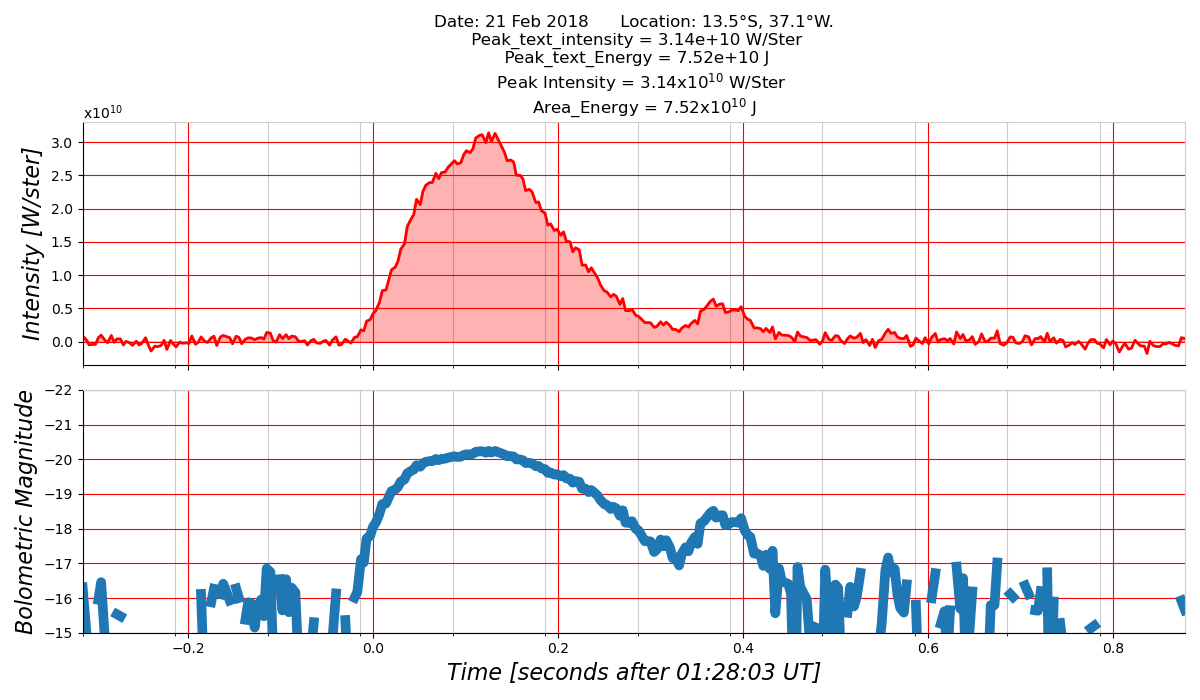 Date: 21 Feb 2018      Location: 13.5°S, 37.1°W.
Peak_text_intensity = 3.14e+10 W/Ster
Peak_text_Energy = 7.52e+10 J
Peak Intensity = 3.14x10¹⁰ W/Ster
Area_Energy = 7.52x10¹⁰ J
x10¹⁰
3.0
2.5
2.0
1.5
1.0
0.5
0.0
Intensity [W/ster]
−22
−21
−20
−19
−18
−17
−16
−15
Bolometric Magnitude
−0.2 0.0 0.2 0.4 0.6 0.8
Time [seconds after 01:28:03 UT]